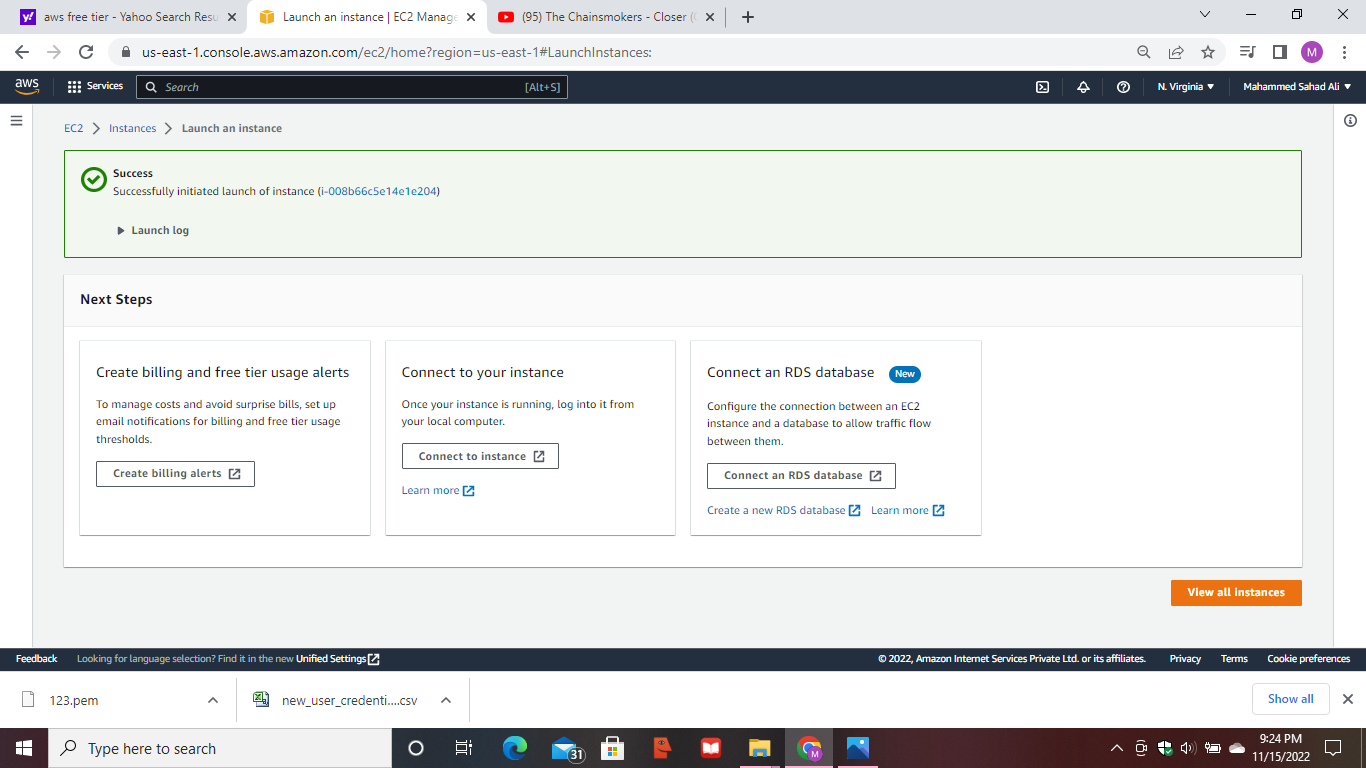 aws free tier - Yahoo Search Resu
Launch an instance | EC2 Manage
(95) The Chainsmokers - Closer (
us-east-1.console.aws.amazon.com/ec2/home?region=us-east-1#LaunchInstances:
M
aws
Services
Search
[Alt+S]
N. Virginia
Mahammed Sahad Ali
EC2
Instances
Launch an instance
Success
Successfully initiated launch of instance (i-008b66c5e14e1e204)
Launch log
Next Steps
Create billing and free tier usage alerts
To manage costs and avoid surprise bills, set up
email notifications for billing and free tier usage
thresholds.
Create billing alerts
Connect to your instance
Once your instance is running, log into it from
your local computer.
Connect to instance
Learn more
Connect an RDS database
New
Configure the connection between an EC2
instance and a database to allow traffic flow
between them.
Connect an RDS database
Create a new RDS database
Learn more
View all instances
Feedback
Looking for language selection? Find it in the new Unified Settings
© 2022, Amazon Internet Services Private Ltd. or its affiliates.
Privacy
Terms
Cookie preferences
123.pem
new_user_credenti....csv
Show all
Type here to search
31
M
9:24 PM
11/15/2022